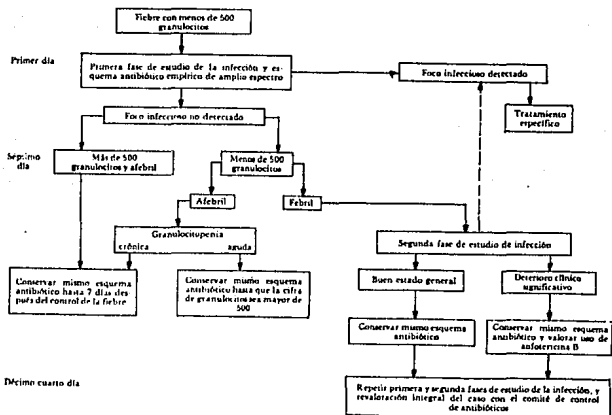 Fiebre con menos de 500
granulocitos
Primer día
Primera fase de estudio de la infección y es-
quema antibiótico empírico de amplio espectro
Foco infeccioso detectado
Tratamiento
específico
Foco infeccioso no detectado
Séptimo
día
Más de 500
granulocitos y afebril
Menos de 500
granulocitos
Afebril
Febril
Granulocitopenia
crónica aguda
Segunda fase de estudio de infección
Conservar mismo esquema
antibiótico hasta 7 días des-
pués del control de la fiebre
Conservar mismo esquema
antibiótico hasta que la cifra
de granulocitos sea mayor de
500
Buen estado general
Deterioro clínico
significativo
Conservar mismo esquema
antibiótico
Conservar mismo esquema
antibiótico y valorar uso de
anfotericina B
Décimo cuarto día
Repetir primera y segunda fases de estudio de la infección, y
revaloración integral del caso con el comité de control
de antibióticos